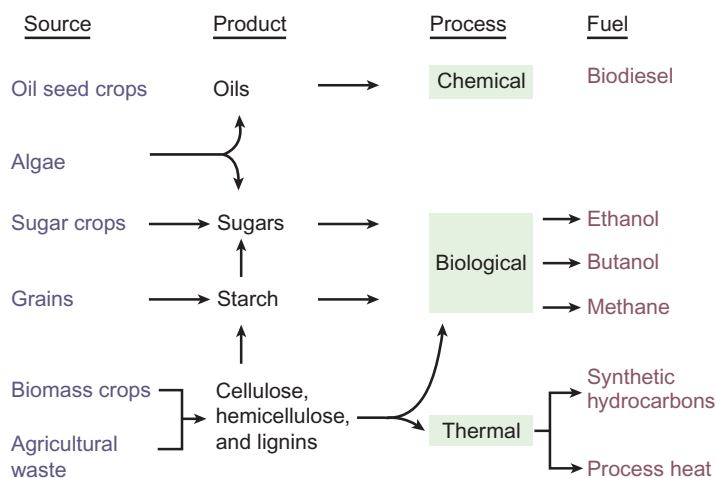 Source Product Process Fuel
Oil seed crops Oils Chemical Biodiesel
Algae
Sugar crops Sugars Ethanol
Biological Butanol
Grains Starch Methane
Biomass crops Cellulose, Synthetic
hemicellulose, hydrocarbons
and lignins Thermal
Agricultural
waste Process heat